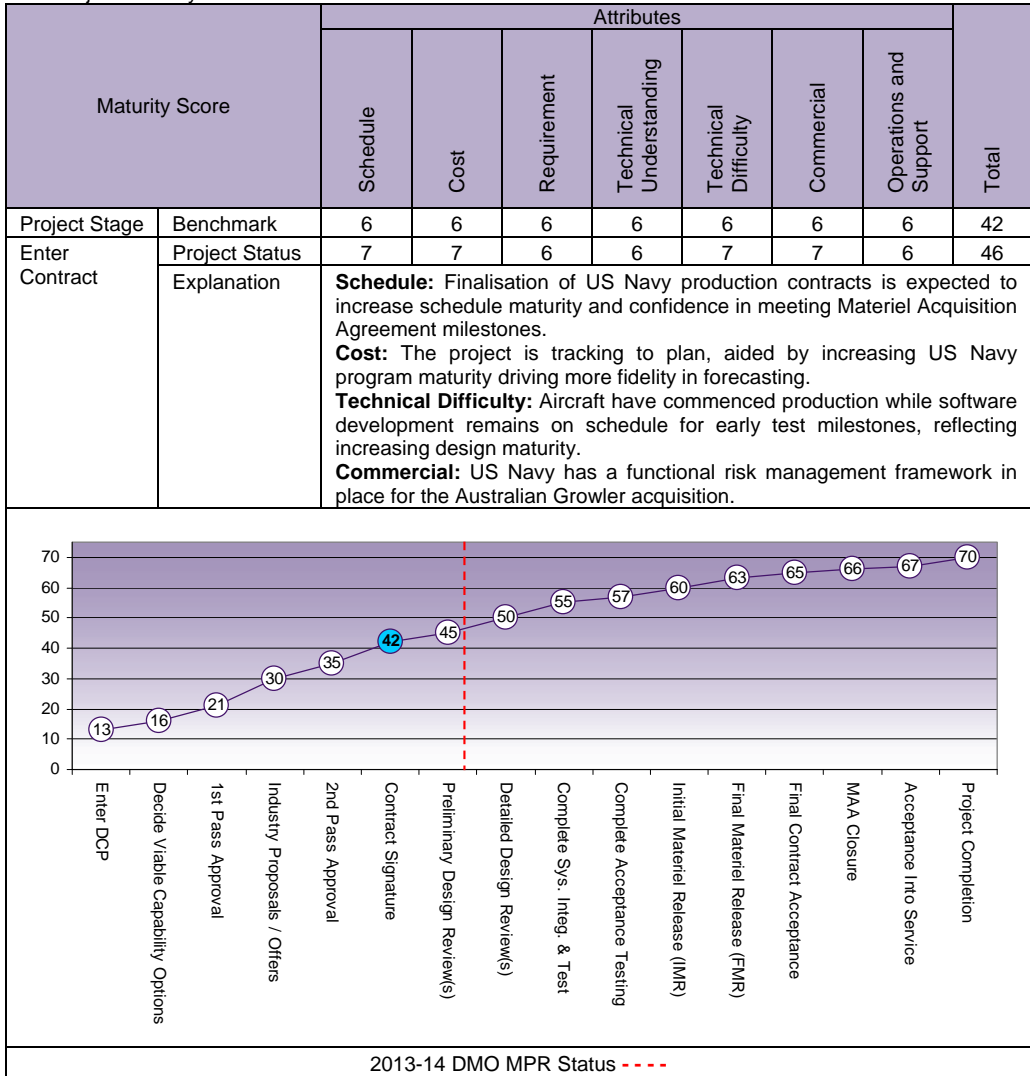 Maturity Score
Attributes
Schedule
Cost
Requirement
Technical
Understanding
Technical
Difficulty
Commercial
Operations and
Support
Total
Project Stage Benchmark 6 6 6 6 6 6 6 42
Enter
Contract
Project Status 7 7 6 6 7 7 6 46
Explanation
Schedule: Finalisation of US Navy production contracts is expected to
increase schedule maturity and confidence in meeting Materiel Acquisition
Agreement milestones.
Cost: The project is tracking to plan, aided by increasing US Navy
program maturity driving more fidelity in forecasting.
Technical Difficulty: Aircraft have commenced production while software
development remains on schedule for early test milestones, reflecting
increasing design maturity.
Commercial: US Navy has a functional risk management framework in
place for the Australian Growler acquisition.
70
60
50
40
30
20
10
0
13
16
21
30
35
42
45
50
55
57
60
63
65
66
67
70
Enter DCP
Decide Viable Capability Options
1st Pass Approval
Industry Proposals / Offers
2nd Pass Approval
Contract Signature
Preliminary Design Review(s)
Detailed Design Review(s)
Complete Sys. Integ. & Test
Complete Acceptance Testing
Initial Materiel Release (IMR)
Final Materiel Release (FMR)
Final Contract Acceptance
MAA Closure
Acceptance Into Service
Project Completion
2013-14 DMO MPR Status - - - -